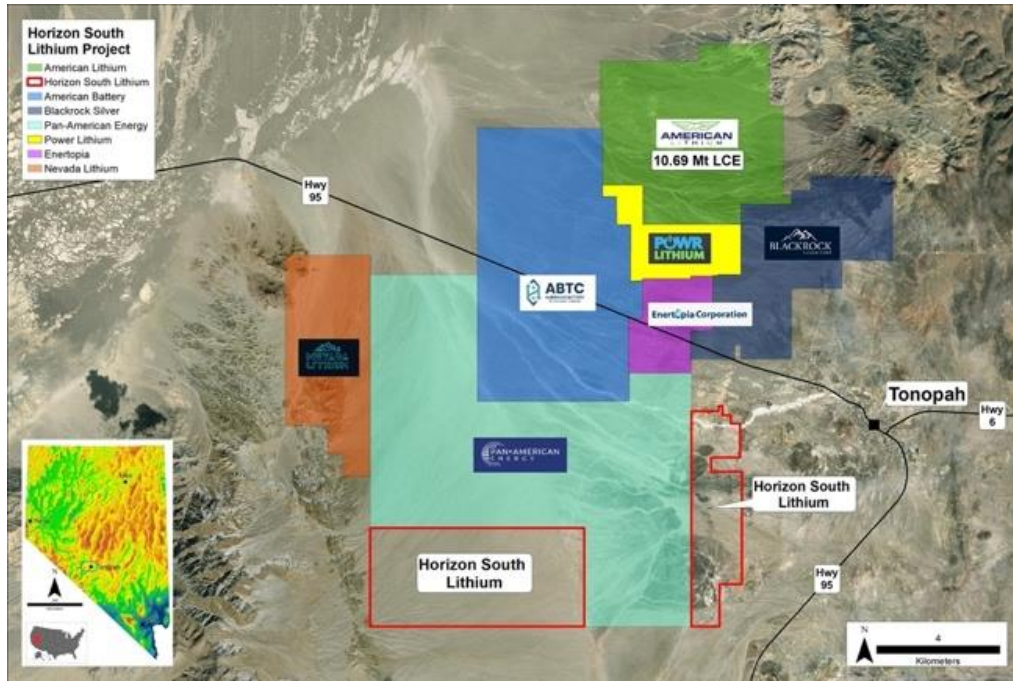 Horizon South
Lithium Project
American Lithium
Horizon South Lithium
American Battery
Blackrock Silver
Pan-American Energy
Power Lithium
Enertopia
Nevada Lithium
Hwy
95
AMERICAN
LITHIUM
10.69 Mt LCE
POWR
LITHIUM
BLACKROCK
ABTC
Enertopia Corporation
NEVADA
LITHIUM
Tonopah
Hwy
6
PAN-AMERICAN
ENERGY
Horizon South
Lithium
Horizon South
Lithium
Hwy
95
N
N
4
Kilometers